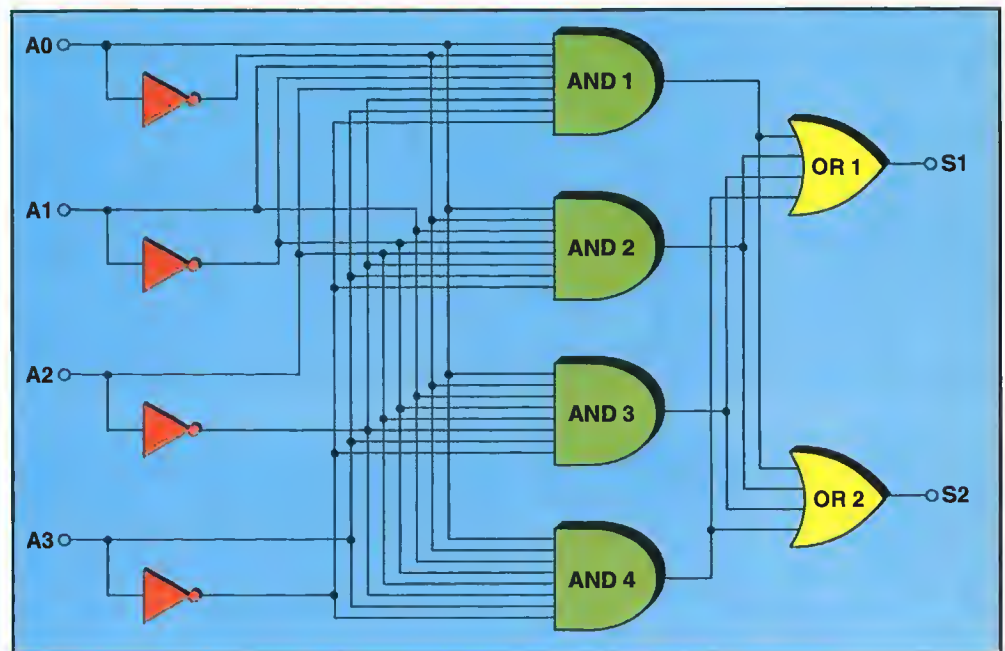 A0
AND 1
OR 1
S1
A1
AND 2
A2
AND 3
OR 2
S2
A3
AND 4